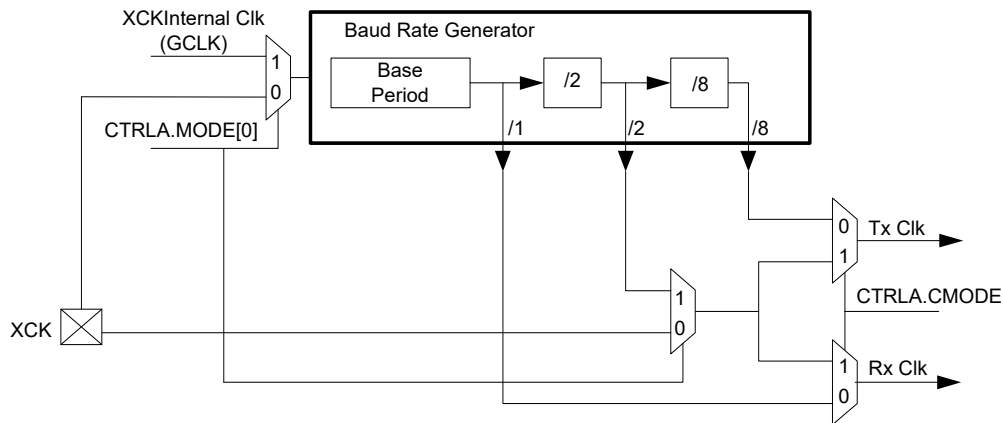 XCKInternal Clk
(GCLK)
Baud Rate Generator
1
0
Base
Period
/2
/8
CTRLA.MODE[0]
/1
/2
/8
0
1
Tx Clk
1
0
CTRLA.CMODE
XCK
1
0
Rx Clk